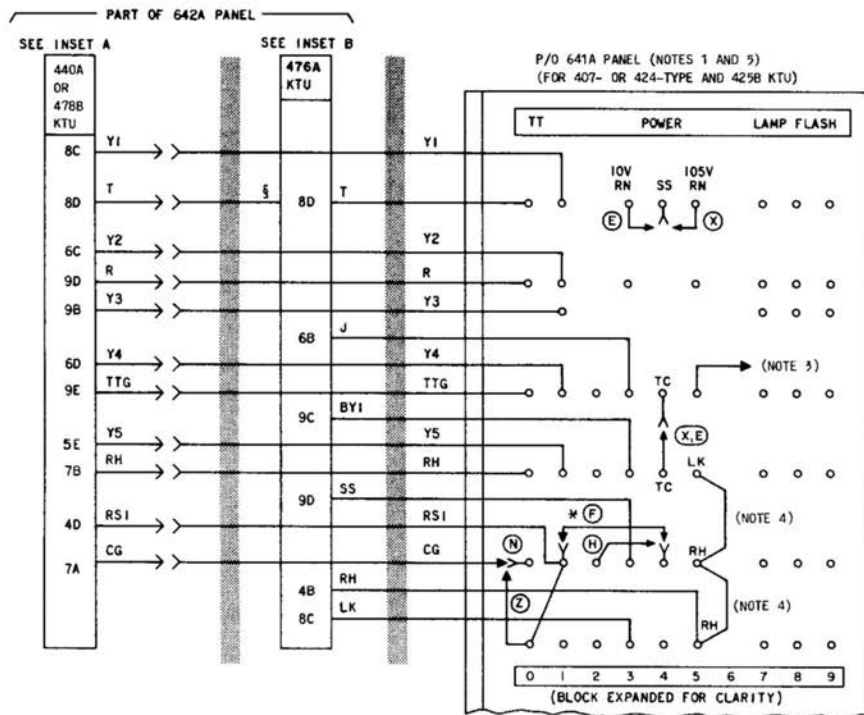 PART OF 642A PANEL
SEE INSET A
SEE INSET B
P/O 641A PANEL (NOTES 1 AND 5)
(FOR 407- OR 424-TYPE AND 425B KTU)
440A
OR
478B
KTU
476A
KTU
TT POWER LAMP FLASH
8C Y1 Y1
10V RN SS 105V RN
8D T § 8D T
E X
6C Y2 Y2
9D R R
9B Y3 Y3
6B J
6D Y4 Y4 TC (NOTE 3)
9E TTG TTG
9C BY1
X,E
5E Y5 Y5
7B RH RH LK
TC
9D SS
4D RS1 RS1 * F (NOTE 4)
7A CG CG N H RH
4B RH Z (NOTE 4)
8C LK RH
0 1 2 3 4 5 6 7 8 9
(BLOCK EXPANDED FOR CLARITY)